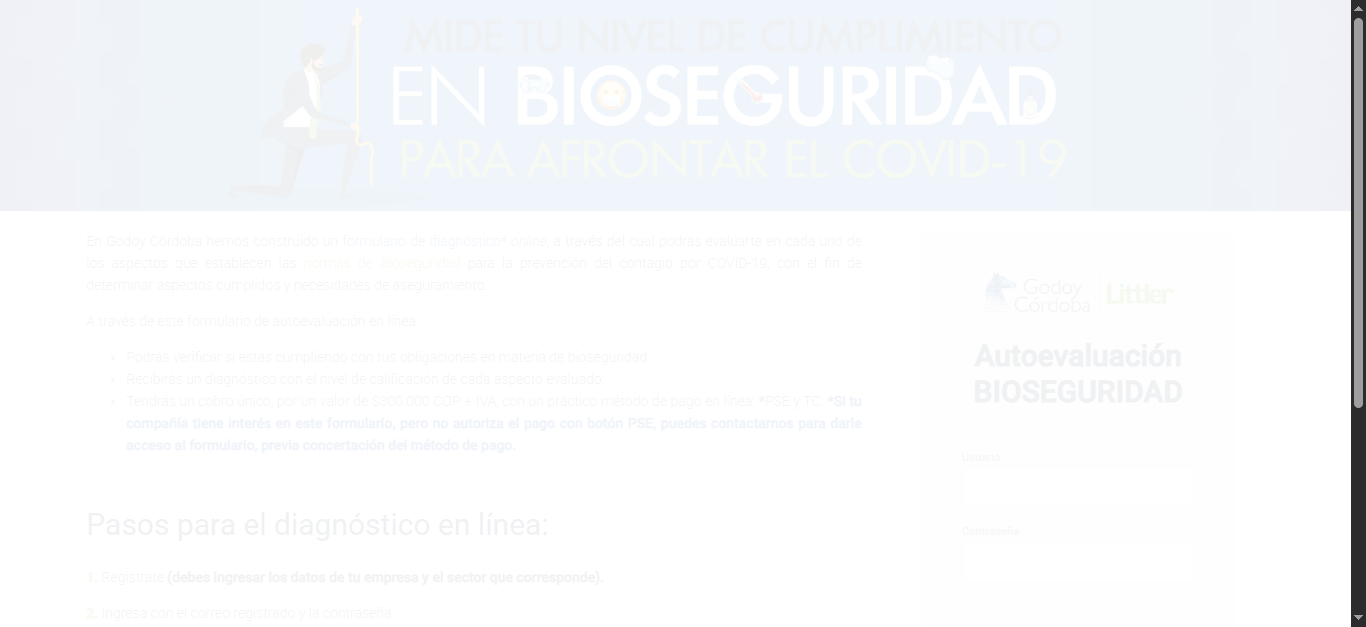 MIDE TU NIVEL DE CUMPLIMIENTO
EN BIOSEGURIDAD
PARA AFRONTAR EL COVID-19
En Godoy Córdoba hemos construido un formulario de diagnóstico* online, a través del cual podrás evaluarte en cada uno de
los aspectos que establecen las normas de bioseguridad para la prevención del contagio por COVID-19, con el fin de
determinar aspectos cumplidos y necesidades de aseguramiento.
A través de este formulario de autoevaluación en línea:
Podrás verificar si estás cumpliendo con tus obligaciones en materia de bioseguridad.
Recibirás un diagnóstico con el nivel de calificación de cada aspecto evaluado.
Tendrás un cobro único, por un valor de $300.000 COP + IVA, con un práctico método de pago en línea: *PSE y TC. *Si tu
compañía tiene interés en este formulario, pero no autoriza el pago con botón PSE, puedes contactarnos para darle
acceso al formulario, previa concertación del método de pago.
Pasos para el diagnóstico en línea:
1. Regístrate (debes ingresar los datos de tu empresa y el sector que corresponde).
2. Ingresa con el correo registrado y la contraseña.
Godoy
Córdoba
Littler
Autoevaluación
BIOSEGURIDAD
Usuario
Contraseña